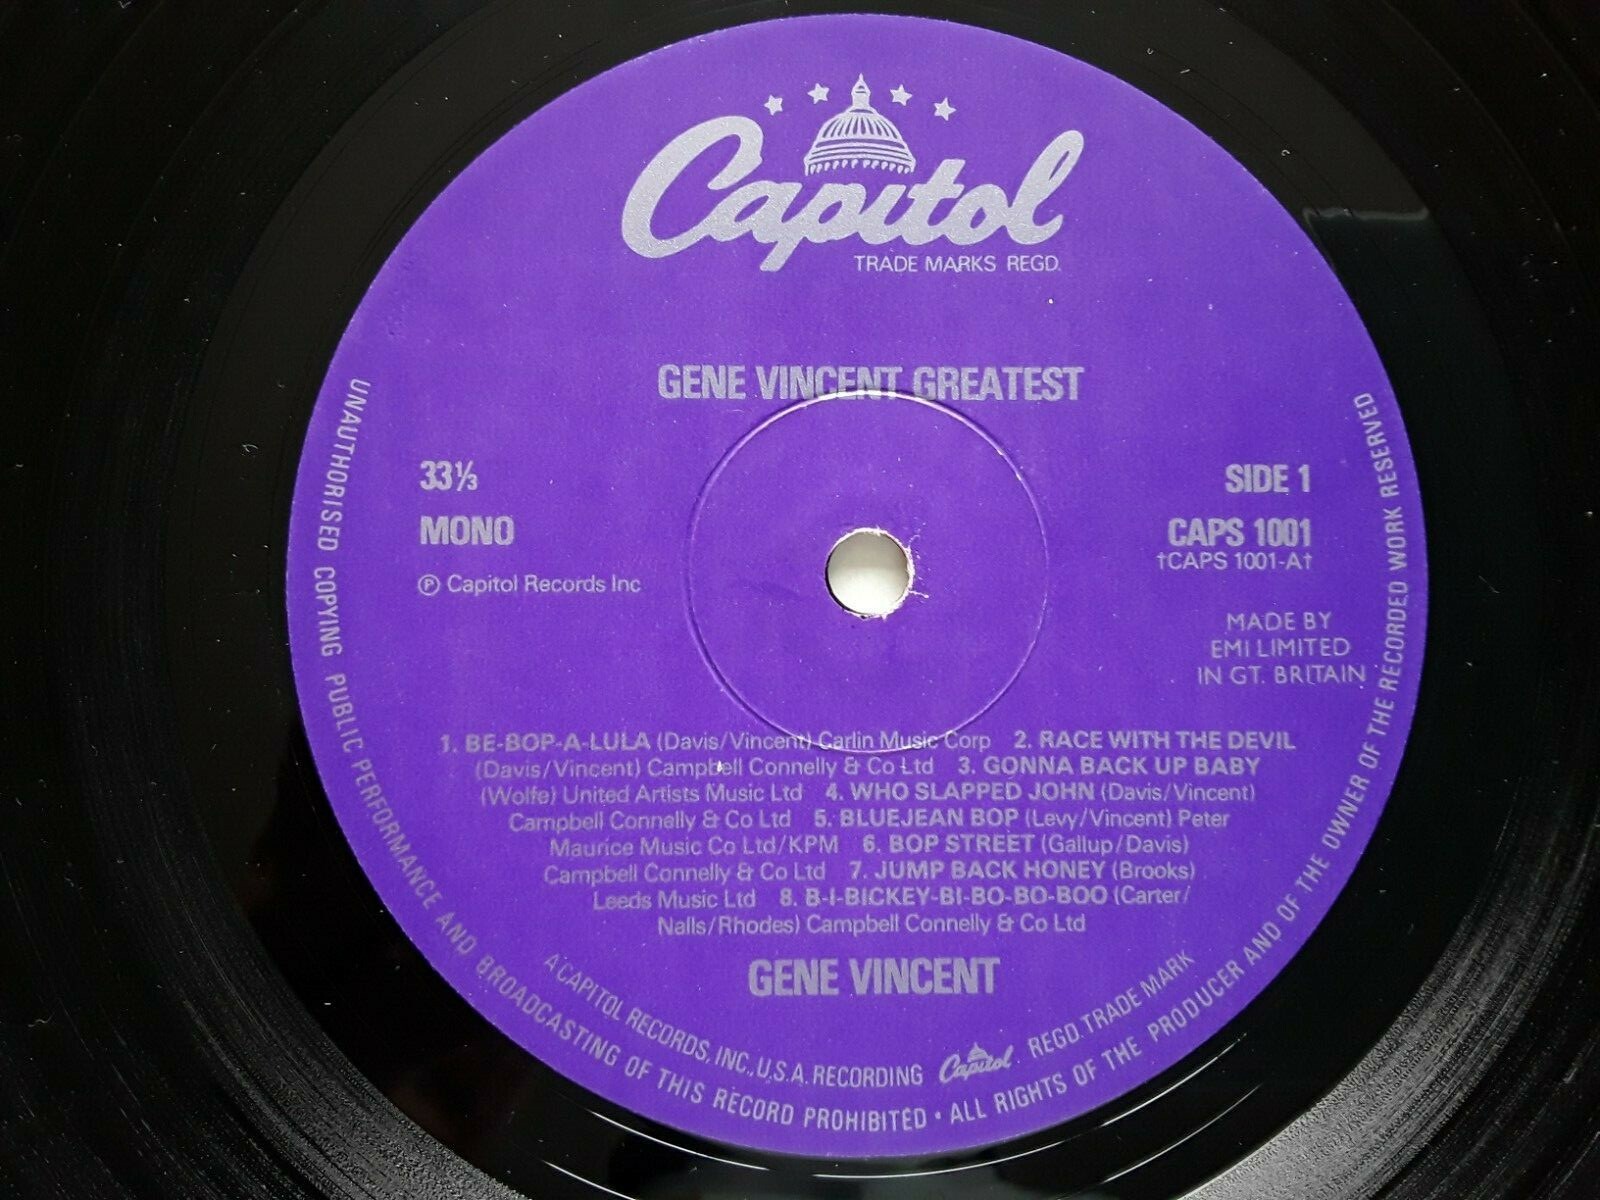 Capitol
TRADE MARKS REGD.
GENE VINCENT GREATEST
33⅓
MONO
℗ Capitol Records Inc
SIDE 1
CAPS 1001
†CAPS 1001-A†
MADE BY
EMI LIMITED
IN GT. BRITAIN
1. BE-BOP-A-LULA (Davis/Vincent) Carlin Music Corp 2. RACE WITH THE DEVIL
(Davis/Vincent) Campbell Connelly & Co Ltd 3. GONNA BACK UP BABY
(Wolfe) United Artists Music Ltd 4. WHO SLAPPED JOHN (Davis/Vincent)
Campbell Connelly & Co Ltd 5. BLUEJEAN BOP (Levy/Vincent) Peter
Maurice Music Co Ltd/KPM 6. BOP STREET (Gallup/Davis)
Campbell Connelly & Co Ltd 7. JUMP BACK HONEY (Brooks)
Leeds Music Ltd 8. B-I-BICKEY-BI-BO-BO-BOO (Carter/
Nalls/Rhodes) Campbell Connelly & Co Ltd
GENE VINCENT
A CAPITOL RECORDS, INC., U.S.A. RECORDING Capitol REGD. TRADE MARK
UNAUTHORISED COPYING PUBLIC PERFORMANCE AND BROADCASTING OF THIS RECORD PROHIBITED • ALL RIGHTS OF THE PRODUCER AND OF THE OWNER OF THE RECORDED WORK RESERVED